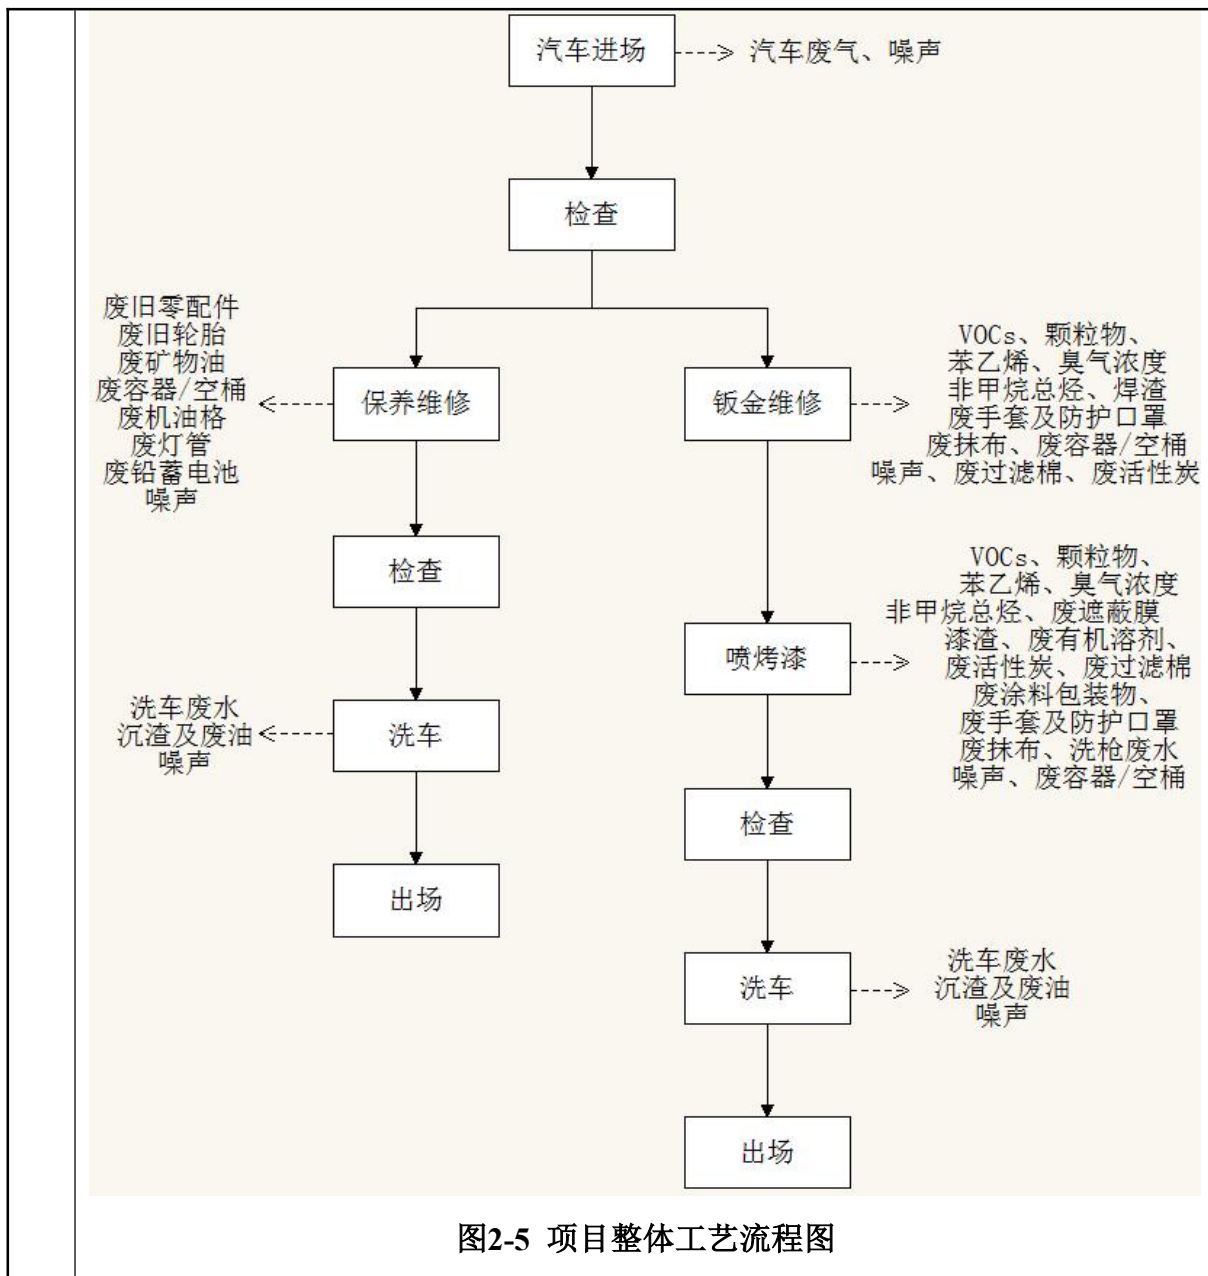 汽车进场
汽车废气、噪声
检查
废旧零配件
废旧轮胎
废矿物油
废容器/空桶
废机油格
废灯管
废铅蓄电池
噪声
保养维修
钣金维修
VOCs、颗粒物、
苯乙烯、臭气浓度
非甲烷总烃、焊渣
废手套及防护口罩
废抹布、废容器/空桶
噪声、废过滤棉、废活性炭
检查
喷烤漆
VOCs、颗粒物、
苯乙烯、臭气浓度
非甲烷总烃、废遮蔽膜
漆渣、废有机溶剂、
废活性炭、废过滤棉
废涂料包装物、
废手套及防护口罩
废抹布、洗枪废水
噪声、废容器/空桶
洗车废水
沉渣及废油
噪声
洗车
检查
出场
洗车
洗车废水
沉渣及废油
噪声
出场
图2-5 项目整体工艺流程图